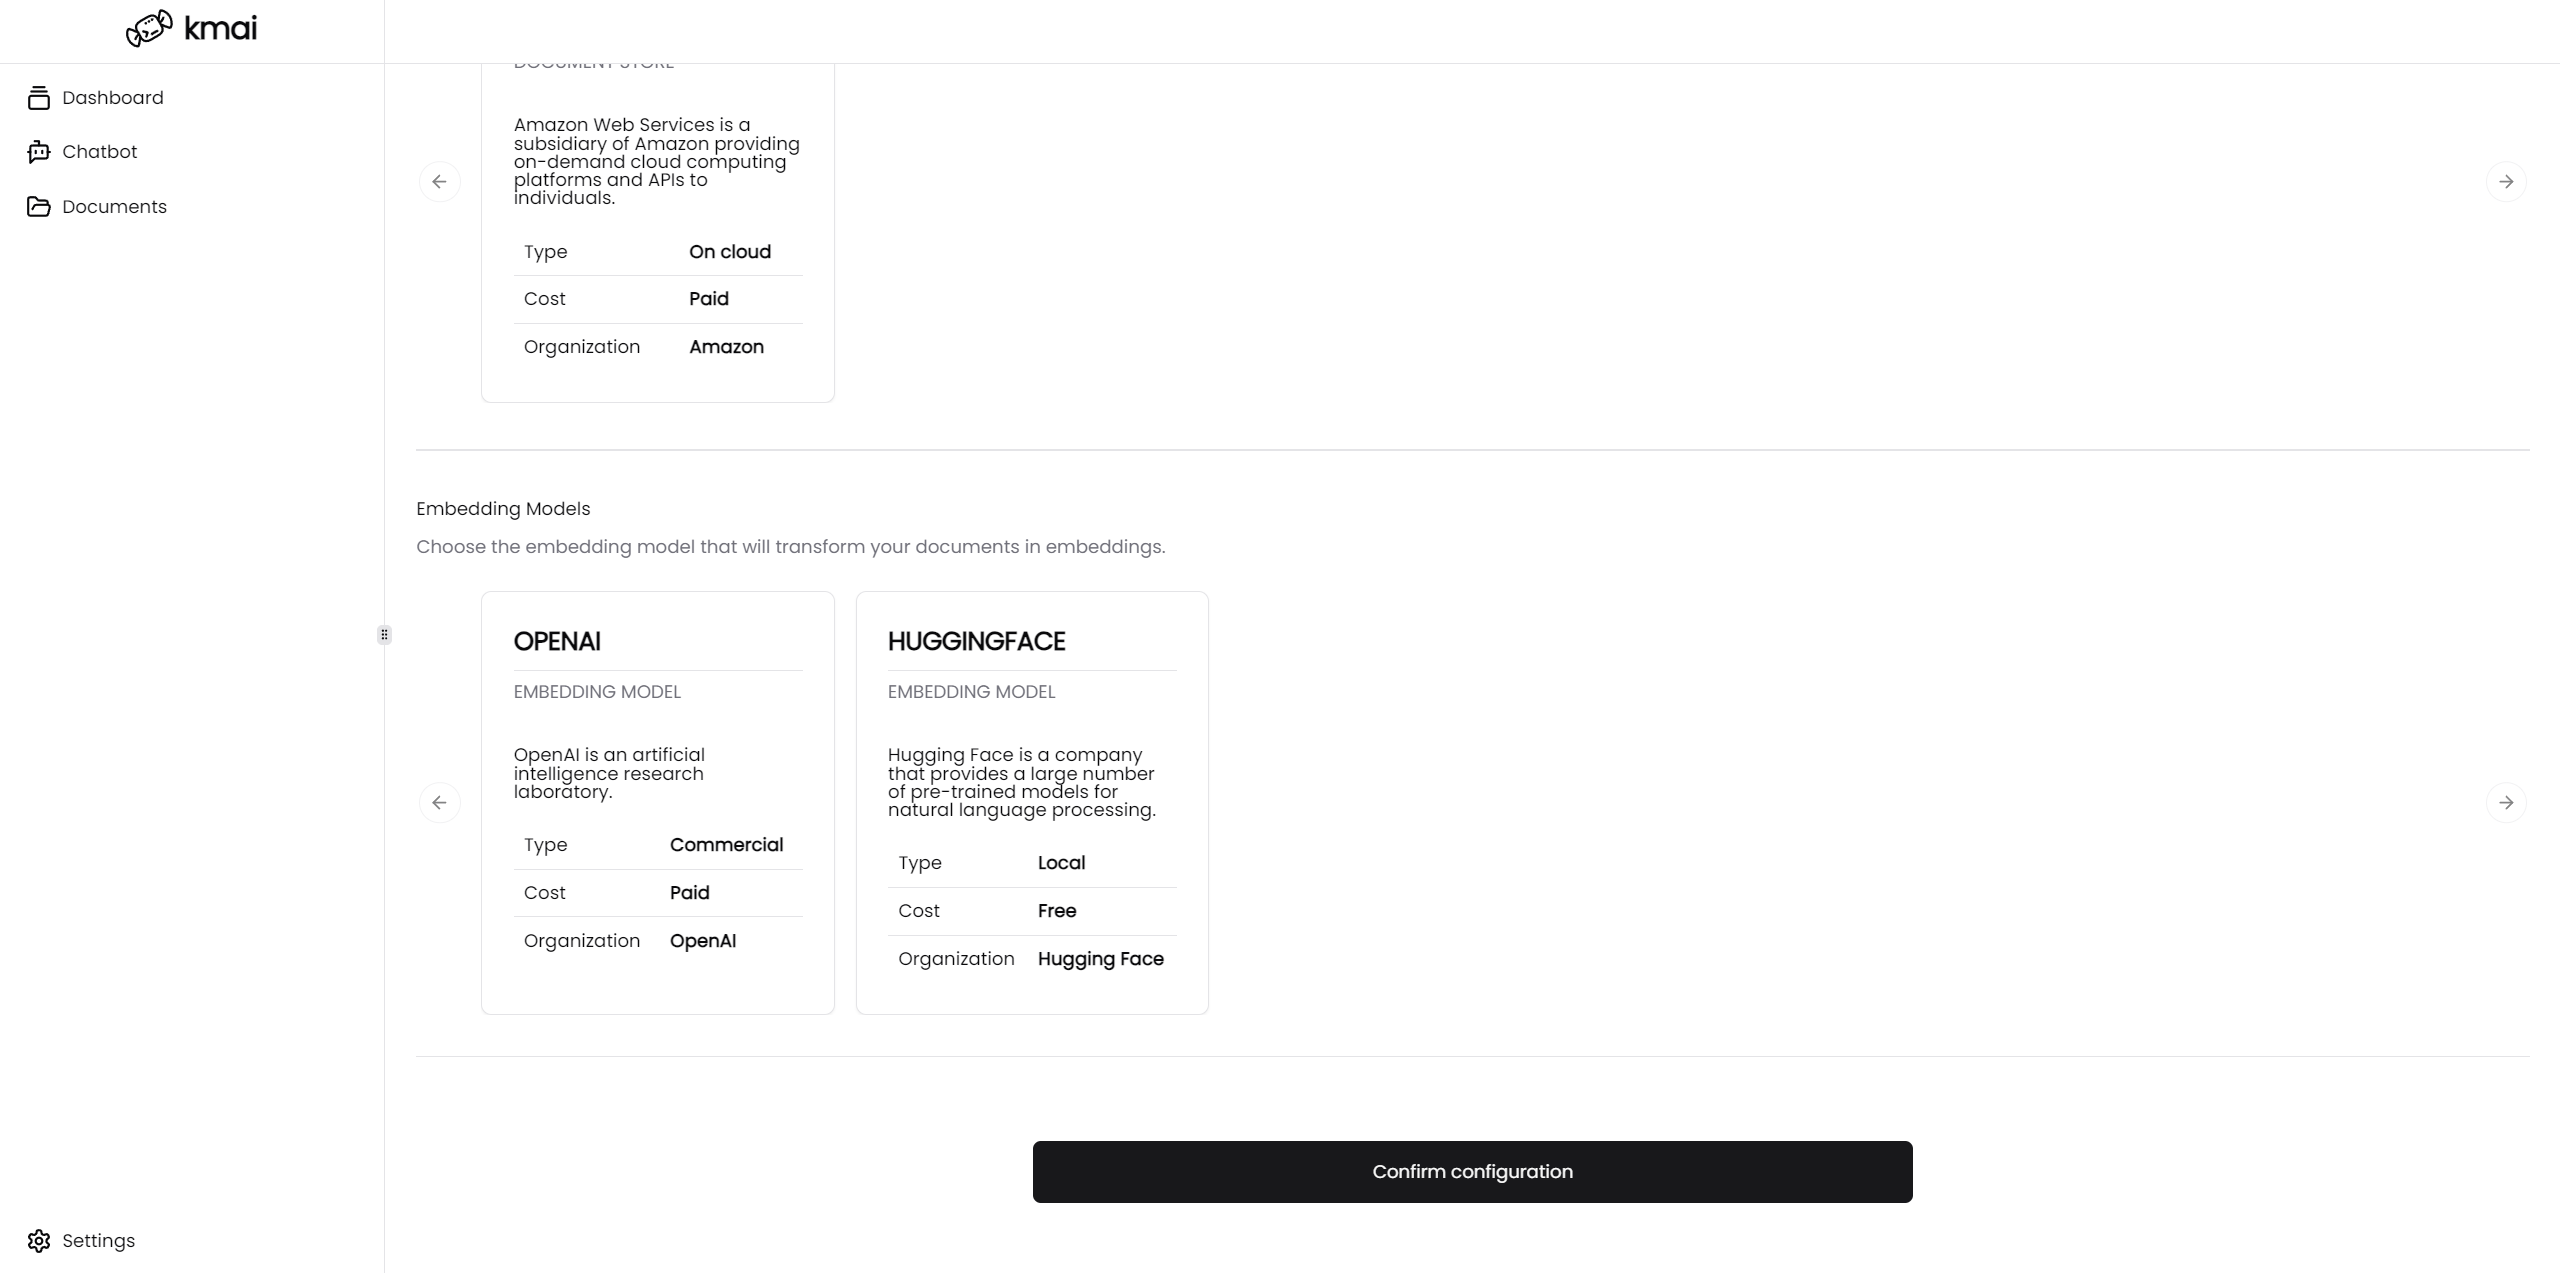 kmai
Dashboard
Chatbot
Documents
Settings
DOCUMENT STORE
Amazon Web Services is a
subsidiary of Amazon providing
on-demand cloud computing
platforms and APIs to
individuals.
Type On cloud
Cost Paid
Organization Amazon
Embedding Models
Choose the embedding model that will transform your documents in embeddings.
OPENAI
EMBEDDING MODEL
OpenAI is an artificial
intelligence research
laboratory.
Type Commercial
Cost Paid
Organization OpenAI
HUGGINGFACE
EMBEDDING MODEL
Hugging Face is a company
that provides a large number
of pre-trained models for
natural language processing.
Type Local
Cost Free
Organization Hugging Face
Confirm configuration